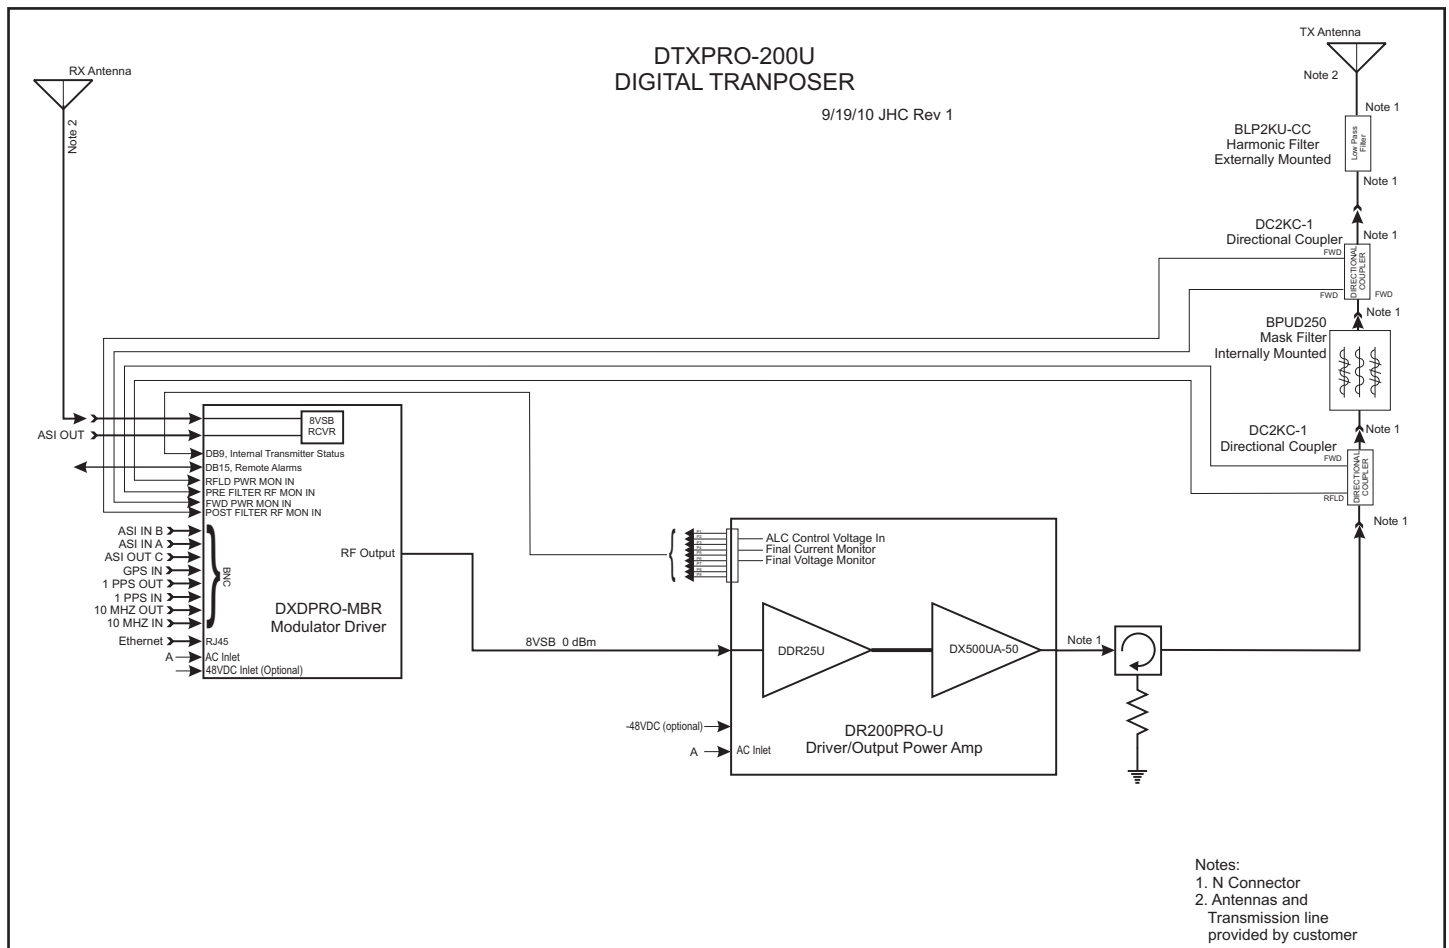 DTXPRO-200U
DIGITAL TRANPOSER
9/19/10 JHC Rev 1
RX Antenna
Note 2
TX Antenna
Note 2
Note 1
BLP2KU-CC
Harmonic Filter
Externally Mounted
Low Pass
Filter
Note 1
DC2KC-1
Directional Coupler
Note 1
FWD
DIRECTIONAL
COUPLER
FWD
FWD
Note 1
BPUD250
Mask Filter
Internally Mounted
DC2KC-1
Directional Coupler
Note 1
FWD
DIRECTIONAL
COUPLER
RFLD
Note 1
ASI OUT
8VSB
RCVR
DB9, Internal Transmitter Status
DB15, Remote Alarms
RFLD PWR MON IN
PRE FILTER RF MON IN
FWD PWR MON IN
POST FILTER RF MON IN
ASI IN B
ASI IN A
ASI OUT C
GPS IN
1 PPS OUT
1 PPS IN
10 MHZ OUT
10 MHZ IN
BNC
Ethernet
RJ45
A
AC Inlet
48VDC Inlet (Optional)
RF Output
DXDPRO-MBR
Modulator Driver
8VSB 0 dBm
ALC Control Voltage In
Final Current Monitor
Final Voltage Monitor
DDR25U
DX500UA-50
Note 1
-48VDC (optional)
A
AC Inlet
DR200PRO-U
Driver/Output Power Amp
Notes:
1. N Connector
2. Antennas and
Transmission line
provided by customer